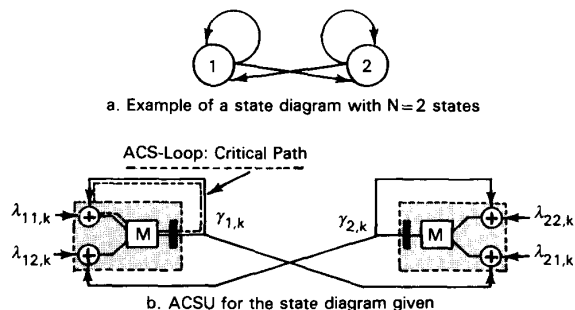 1 2
a. Example of a state diagram with N=2 states
ACS-Loop: Critical Path
λ11,k + M γ1,k γ2,k M + λ22,k
λ12,k + + λ21,k
b. ACSU for the state diagram given